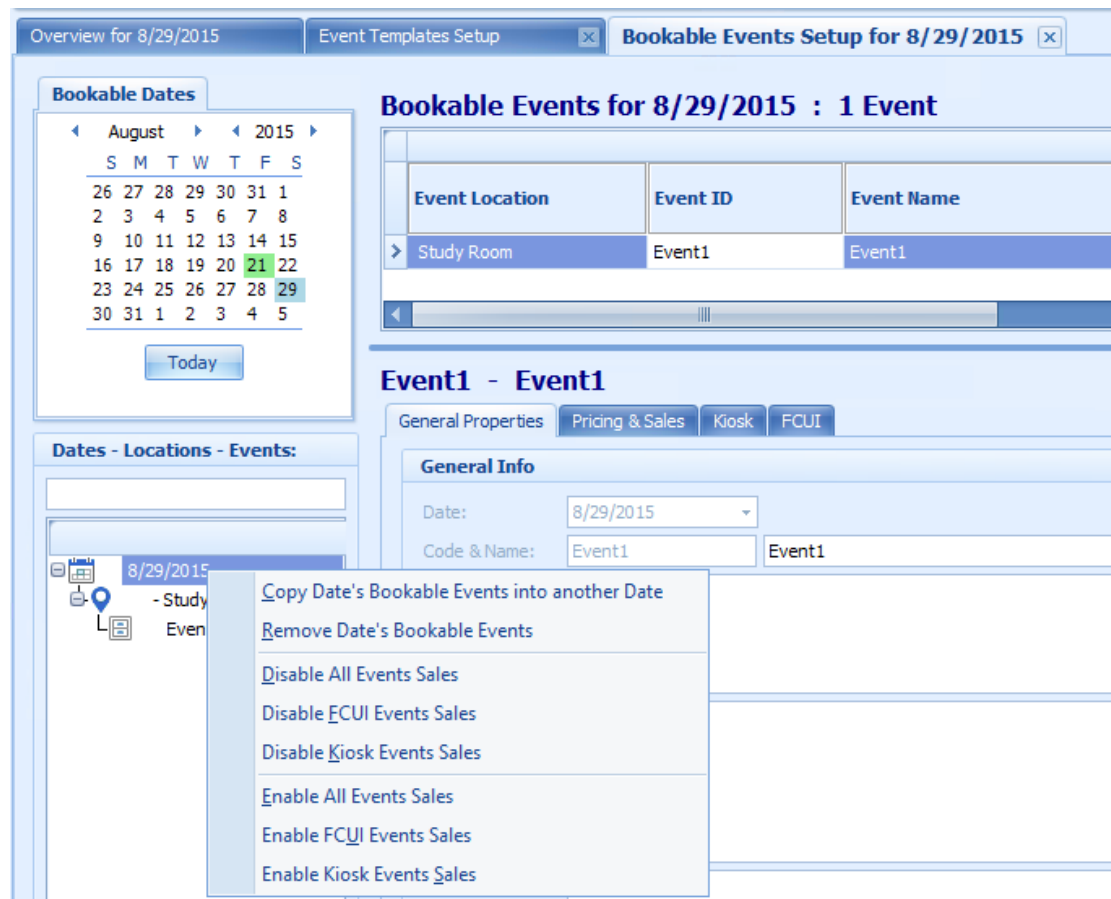 Overview for 8/29/2015 Event Templates Setup Bookable Events Setup for 8/29/2015
Bookable Dates
August 2015
S M T W T F S
26 27 28 29 30 31 1
2 3 4 5 6 7 8
9 10 11 12 13 14 15
16 17 18 19 20 21 22
23 24 25 26 27 28 29
30 31 1 2 3 4 5
Today
Bookable Events for 8/29/2015 : 1 Event
Event Location Event ID Event Name
Study Room Event1 Event1
Event1 - Event1
General Properties Pricing & Sales Kiosk FCUI
General Info
Date: 8/29/2015
Code & Name: Event1 Event1
Dates - Locations - Events:
8/29/2015
- Study
Even
Copy Date's Bookable Events into another Date
Remove Date's Bookable Events
Disable All Events Sales
Disable FCUI Events Sales
Disable Kiosk Events Sales
Enable All Events Sales
Enable FCUI Events Sales
Enable Kiosk Events Sales